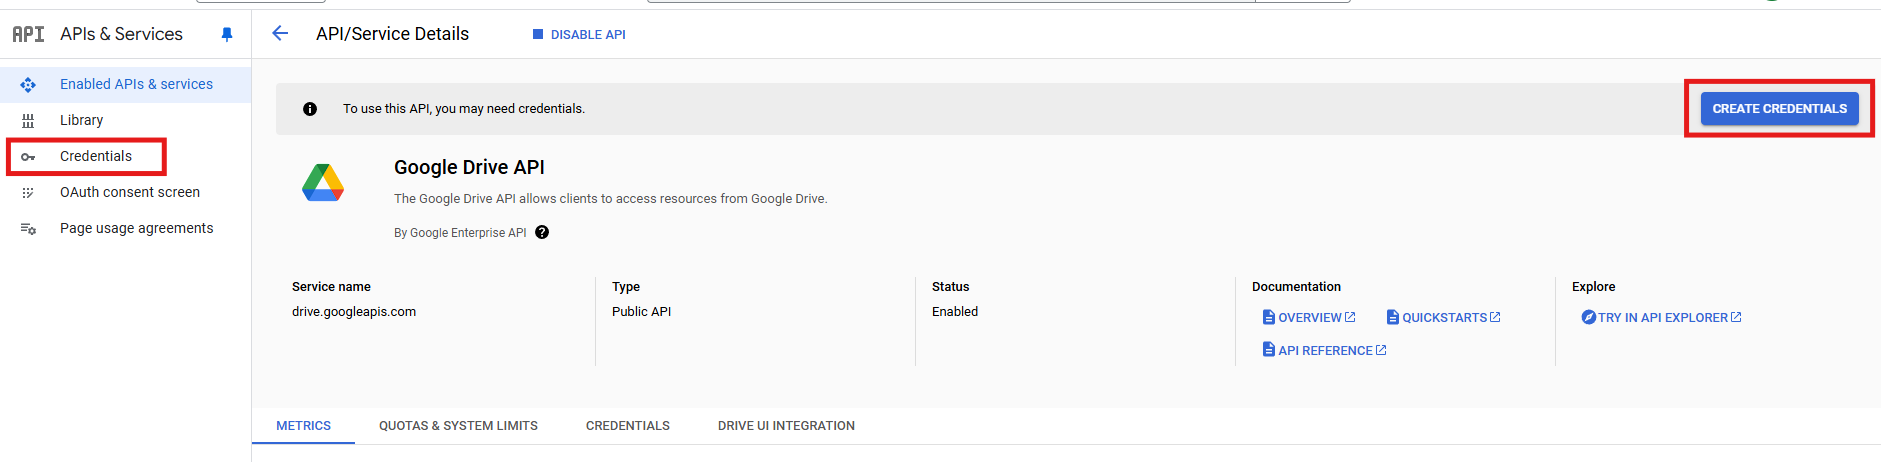 API APIs & Services
Enabled APIs & services
Library
Credentials
OAuth consent screen
Page usage agreements
API/Service Details
DISABLE API
To use this API, you may need credentials.
CREATE CREDENTIALS
Google Drive API
The Google Drive API allows clients to access resources from Google Drive.
By Google Enterprise API
Service name
drive.googleapis.com
Type
Public API
Status
Enabled
Documentation
OVERVIEW QUICKSTARTS
API REFERENCE
Explore
TRY IN API EXPLORER
METRICS QUOTAS & SYSTEM LIMITS CREDENTIALS DRIVE UI INTEGRATION